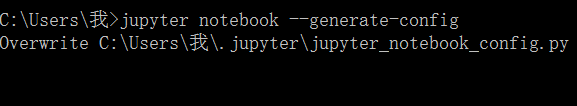 C:\Users\我>jupyter notebook --generate-config
Overwrite C:\Users\我\.jupyter\jupyter_notebook_config.py